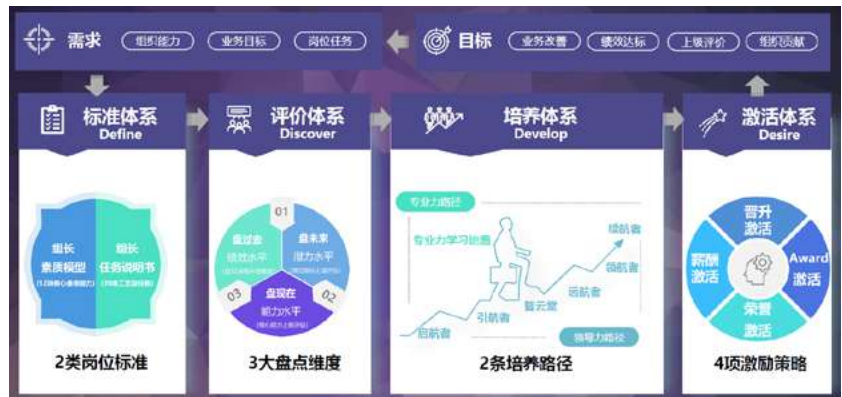 需求
组织能力
业务目标
岗位任务
目标
业务改善
绩效达标
上级评价
组织贡献
标准体系
Define
评价体系
Discover
培养体系
Develop
激活体系
Desire
组长
素质模型
组长
任务说明书
2类岗位标准
01
盘过去
绩效水平
盘未来
潜力水平
03
盘现在
能力水平
02
3大盘点维度
专业力路径
专业力学习地图
续航者
领航者
远航者
智云堂
引航者
启航者
领导力路径
2条培养路径
晋升
激活
薪酬
激活
Award
激活
荣誉
激活
4项激励策略